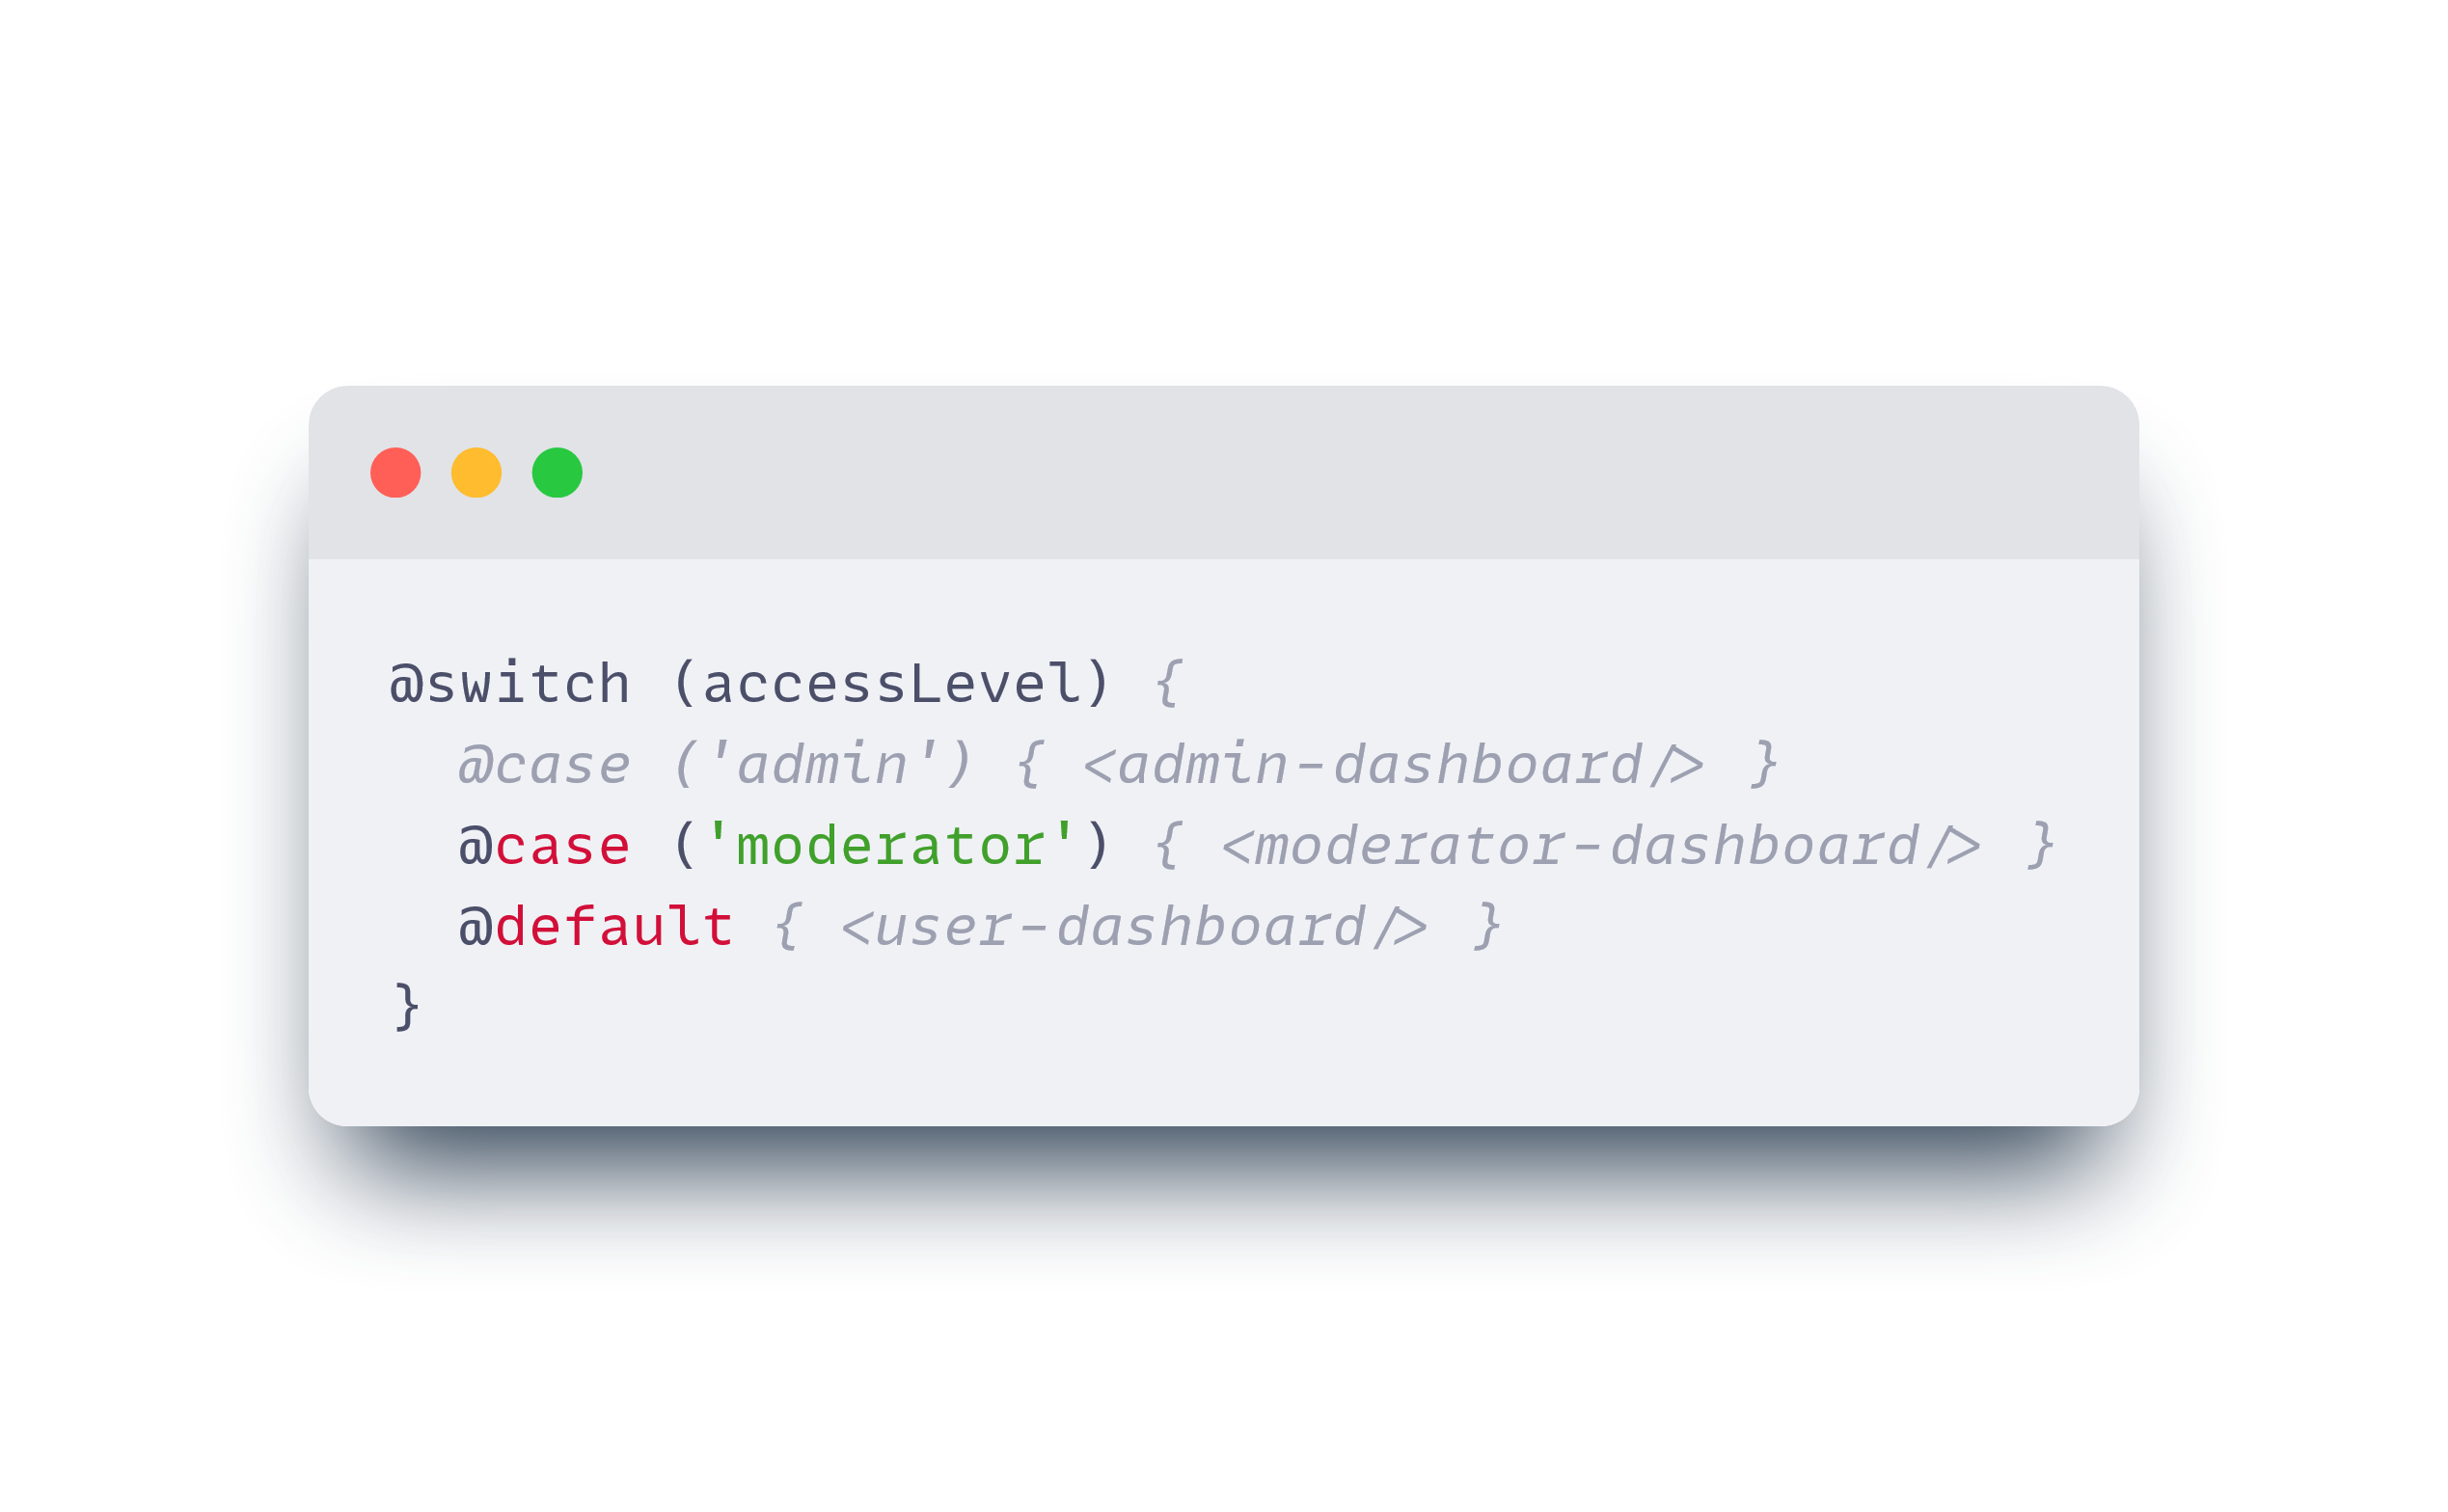 @switch (accessLevel) {
  @case ('admin') { <admin-dashboard/> }
  @case ('moderator') { <moderator-dashboard/> }
  @default { <user-dashboard/> }
}